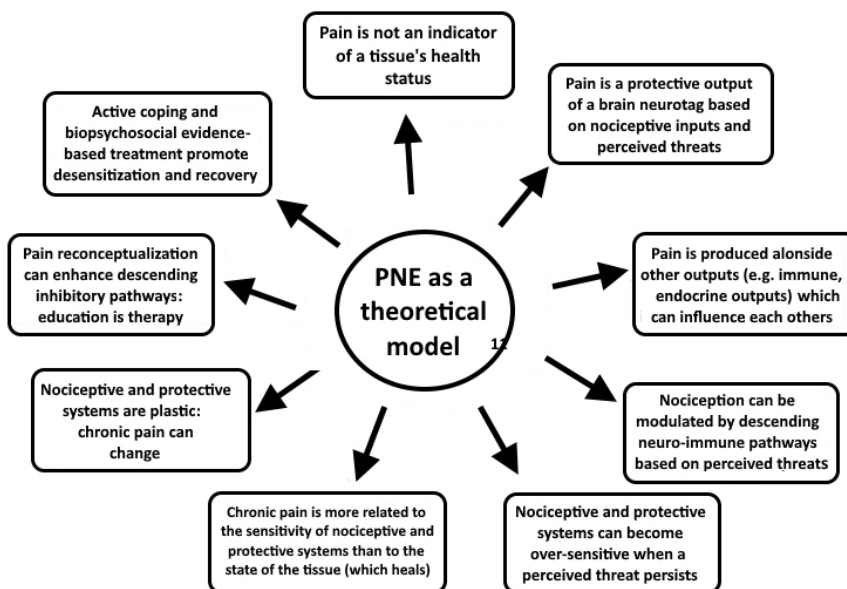 Pain is not an indicator
of a tissue's health
status
Pain is a protective output
of a brain neurotag based
on nociceptive inputs and
perceived threats
Active coping and
biopsychosocial evidence-
based treatment promote
desensitization and recovery
Pain reconceptualization
can enhance descending
inhibitory pathways:
education is therapy
PNE as a
theoretical
model 11
Pain is produced alonside
other outputs (e.g. immune,
endocrine outputs) which
can influence each others
Nociceptive and protective
systems are plastic:
chronic pain can
change
Nociception can be
modulated by descending
neuro-immune pathways
based on perceived threats
Chronic pain is more related to
the sensitivity of nociceptive and
protective systems than to the
state of the tissue (which heals)
Nociceptive and protective
systems can become
over-sensitive when a
perceived threat persists